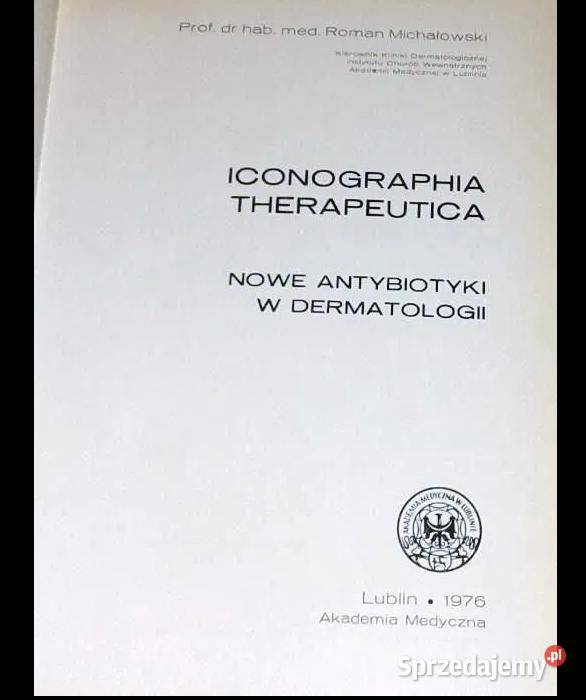 Prof. dr hab. med. Roman Michałowski
Kierownik Kliniki Dermatologicznej
Instytutu Chorób Wewnętrznych
Akademii Medycznej w Lublinie
ICONOGRAPHIA
THERAPEUTICA
NOWE ANTYBIOTYKI
W DERMATOLOGII
AKADEMIA MEDYCZNA W LUBLINIE
Lublin • 1976
Akademia Medyczna
Sprzedajemy.pl